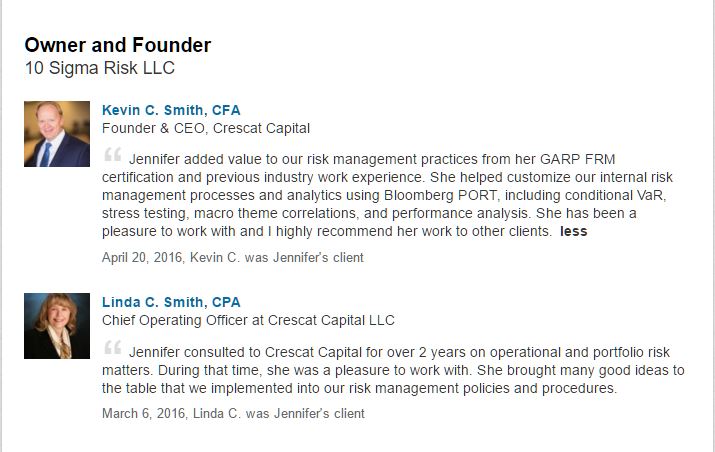 Owner and Founder
10 Sigma Risk LLC
Kevin C. Smith, CFA
Founder & CEO, Crescat Capital
“ Jennifer added value to our risk management practices from her GARP FRM
certification and previous industry work experience. She helped customize our internal risk
management processes and analytics using Bloomberg PORT, including conditional VaR,
stress testing, macro theme correlations, and performance analysis. She has been a
pleasure to work with and I highly recommend her work to other clients. less
April 20, 2016, Kevin C. was Jennifer's client
Linda C. Smith, CPA
Chief Operating Officer at Crescat Capital LLC
“ Jennifer consulted to Crescat Capital for over 2 years on operational and portfolio risk
matters. During that time, she was a pleasure to work with. She brought many good ideas to
the table that we implemented into our risk management policies and procedures.
March 6, 2016, Linda C. was Jennifer's client